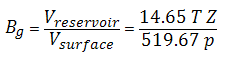 B_g = V_reservoir / V_surface = 14.65 T Z / 519.67 p